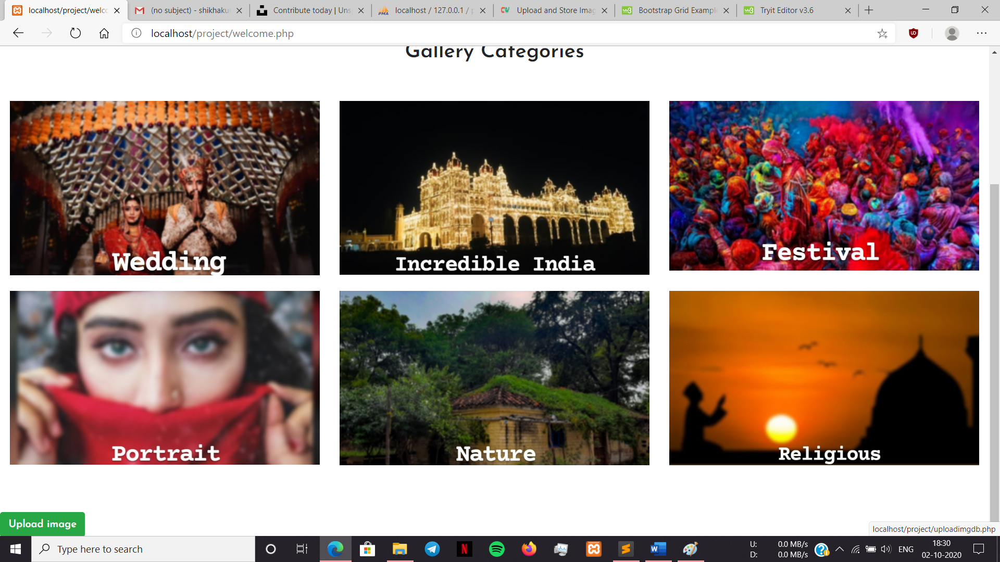 localhost/project/welco
(no subject) - shikhaku
Contribute today | Uns
localhost / 127.0.0.1 / p
Upload and Store Imag
Bootstrap Grid Exampl
Tryit Editor v3.6
localhost/project/welcome.php
Gallery Categories
Wedding
Incredible India
Festival
Portrait
Nature
Religious
Upload image
localhost/project/uploadimgdb.php
Type here to search
U: 0.0 MB/s
D: 0.0 MB/s
ENG
18:30
02-10-2020